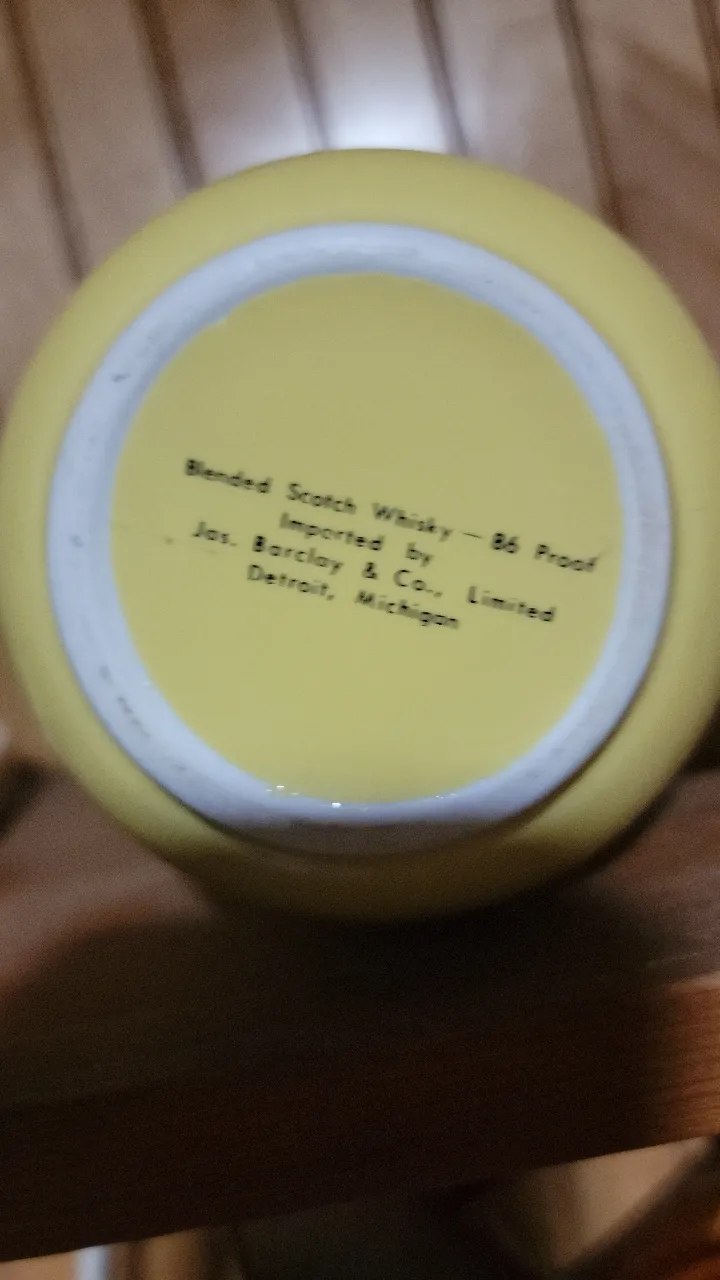 Blended Scotch Whisky — 86 Proof
Imported by
Jas. Barclay & Co., Limited
Detroit, Michigan